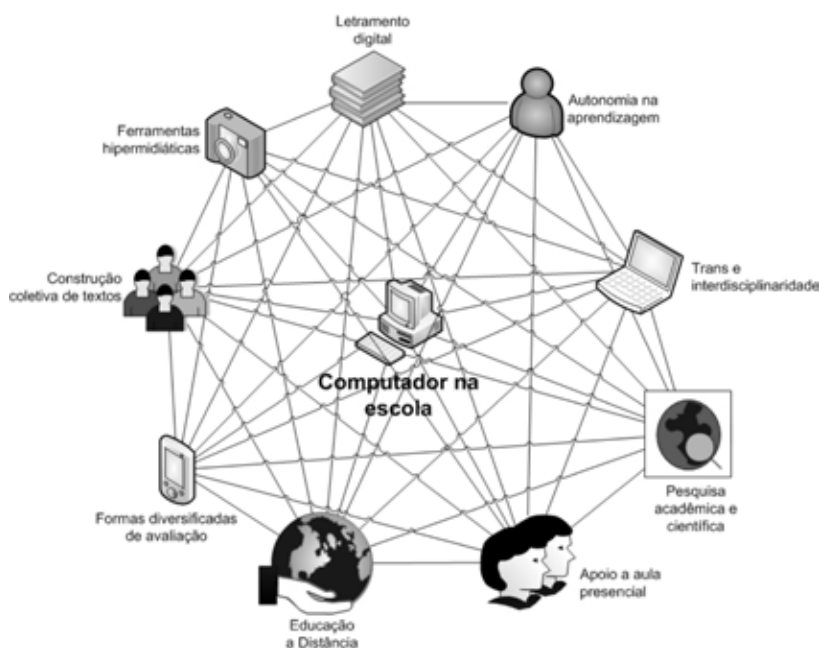 Letramento
digital
Autonomia na
aprendizagem
Ferramentas
hipermidiáticas
Trans e
interdisciplinaridade
Construção
coletiva de textos
Computador na
escola
Pesquisa
acadêmica e
científica
Formas diversificadas
de avaliação
Apoio a aula
presencial
Educação
a Distância